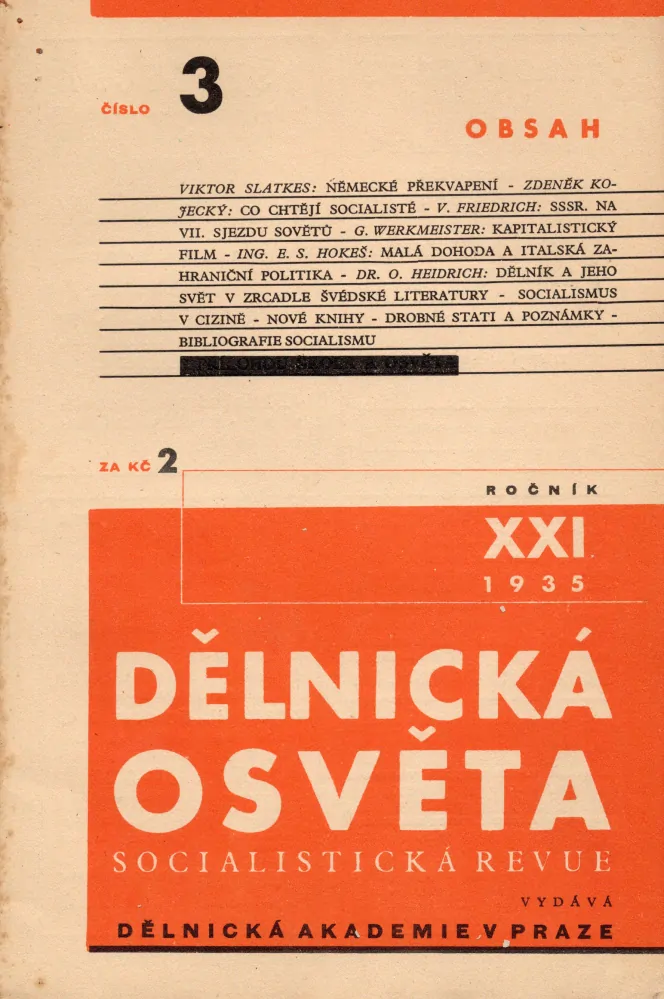 ČÍSLO 3
OBSAH
VIKTOR SLATKES: NĚMECKÉ PŘEKVAPENÍ - ZDENĚK KO-
JECKÝ: CO CHTĚJÍ SOCIALISTÉ - V. FRIEDRICH: SSSR. NA
VII. SJEZDU SOVĚTŮ - G. WERKMEISTER: KAPITALISTICKÝ
FILM - ING. E. S. HOKEŠ: MALÁ DOHODA A ITALSKÁ ZA-
HRANIČNÍ POLITIKA - DR. O. HEIDRICH: DĚLNÍK A JEHO
SVĚT V ZRCADLE ŠVÉDSKÉ LITERATURY - SOCIALISMUS
V CIZINĚ - NOVÉ KNIHY - DROBNÉ STATI A POZNÁMKY -
BIBLIOGRAFIE SOCIALISMU
ZA KČ 2
ROČNÍK
XXI
1935
DĚLNICKÁ
OSVĚTA
SOCIALISTICKÁ REVUE
VYDÁVÁ
DĚLNICKÁ AKADEMIE V PRAZE